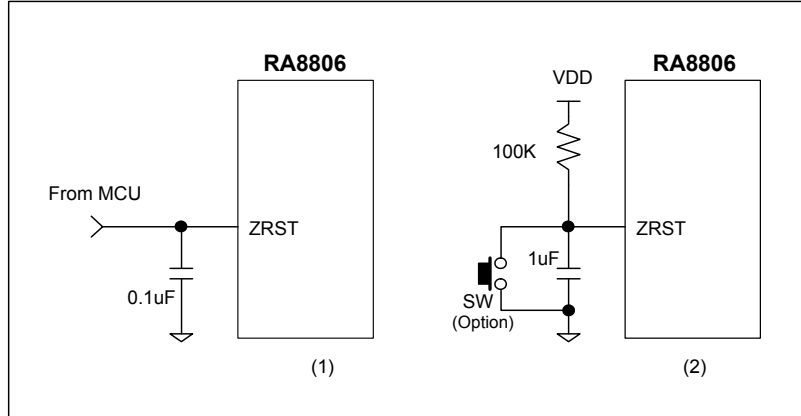 RA8806
From MCU
ZRST
0.1uF
(1)
RA8806
VDD
100K
ZRST
1uF
SW
(Option)
(2)